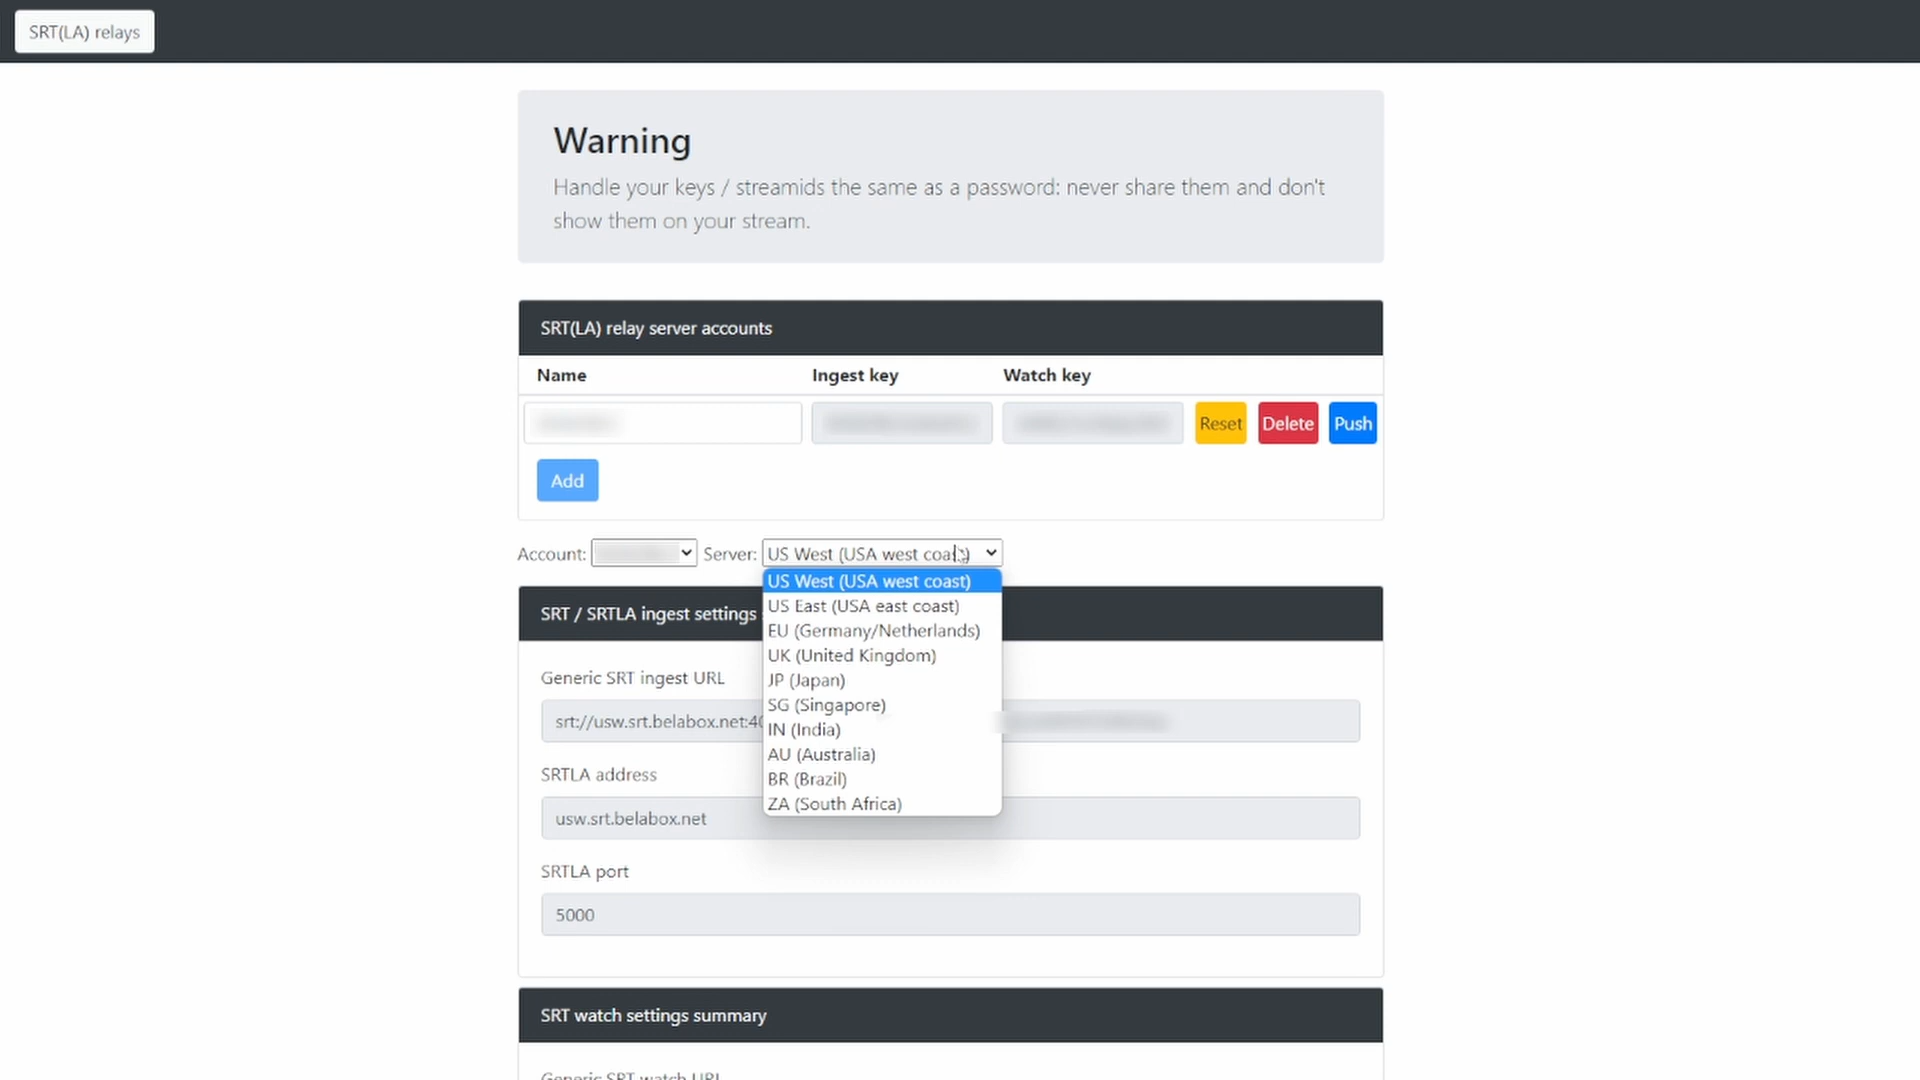 SRT(LA) relays
Warning
Handle your keys / streamids the same as a password: never share them and don't
show them on your stream.
SRT(LA) relay server accounts
Name Ingest key Watch key
Reset Delete Push
Add
Account: Server: US West (USA west coast)
US West (USA west coast)
US East (USA east coast)
EU (Germany/Netherlands)
UK (United Kingdom)
JP (Japan)
SG (Singapore)
IN (India)
AU (Australia)
BR (Brazil)
ZA (South Africa)
SRT / SRTLA ingest settings
Generic SRT ingest URL
srt://usw.srt.belabox.net:40
SRTLA address
usw.srt.belabox.net
SRTLA port
5000
SRT watch settings summary
Generic SRT watch URL